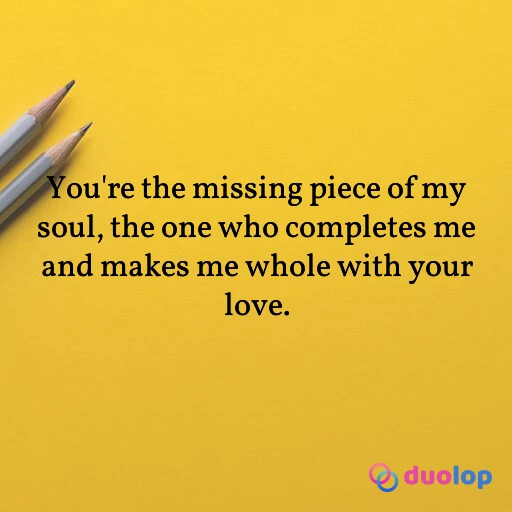 You're the missing piece of my
soul, the one who completes me
and makes me whole with your
love.
duolop